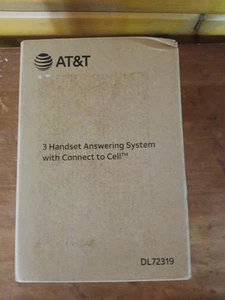 AT&T
3 Handset Answering System
with Connect to Cell™
DL72319